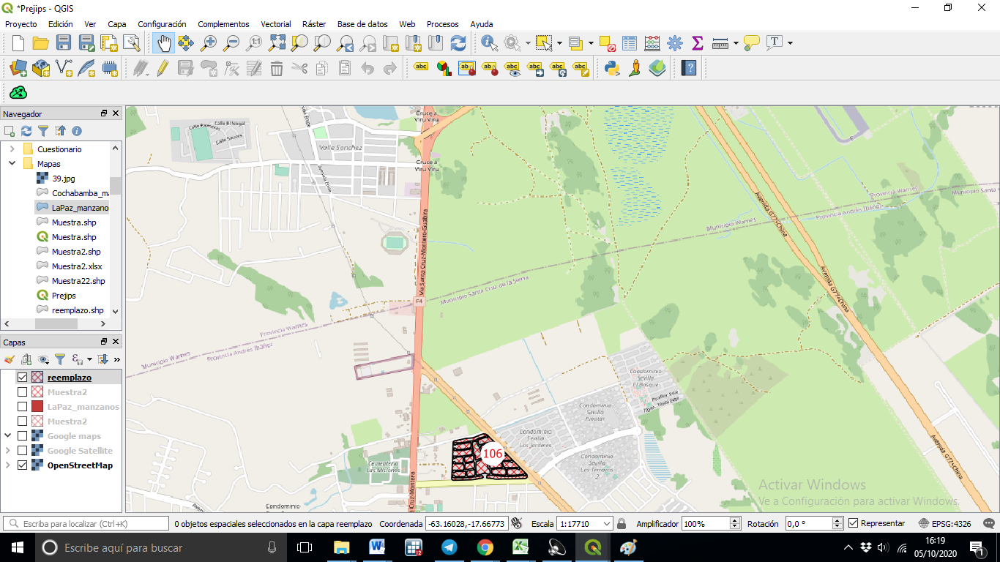 *Prejips - QGIS
Proyecto Edición Ver Capa Configuración Complementos Vectorial Ráster Base de datos Web Procesos Ayuda
Navegador
Cuestionario
Mapas
39.jpg
Cochabamba_m
LaPaz_manzano
Muestra.shp
Muestra.shp
Muestra2.shp
Muestra2.xlsx
Muestra22.shp
Prejips
reemplazo.shp
Capas
reemplazo
Muestra2
LaPaz_manzanos
Muestra2
Google maps
Google Satellite
OpenStreetMap
Calle El Nogal
Calle Palmeras
Calle Sauces
Valle Sanchez
Cruce a
Viru Viru
Cruce a
Viru Viru
Vía Santa Cruz-Montero-Guabirá
F4
Municipio Warnes
Provincia Warnes
Provincia Andrés Ibáñez
Municipio Santa Cruz de la Sierra
Municipio Warnes
Provincia Warnes
Provincia Andrés Ibáñez
Municipio Santa C
Avenida G77+China
Avenida G77+China
Avenida G77+China
Condominio
Sevilla
El Bosque
Condominio
Sevilla
Pinatar
Condominio
Sevilla
Los Jardines
Condominio
Sevilla
Las Terrazas
2
Cementerio
Las Misiones
Condominio
Cruz-Montero
106
Activar Windows
Ve a Configuración para activar Windows.
Escriba para localizar (Ctrl+K) 0 objetos espaciales seleccionados en la capa reemplazo Coordenada -63.16028,-17.66773 Escala 1:17710 Amplificador 100% Rotación 0,0 ° Representar EPSG:4326
Escribe aquí para buscar
16:19
05/10/2020